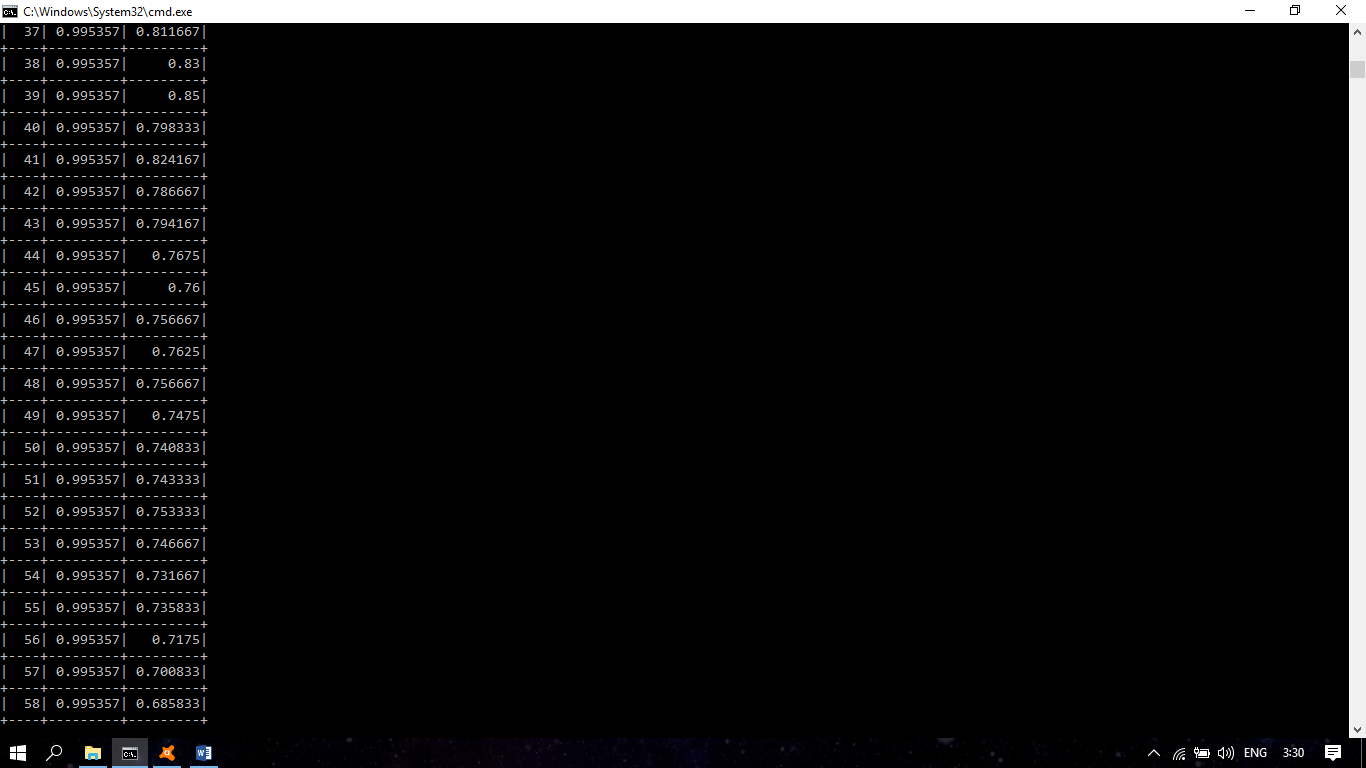 C:\Windows\System32\cmd.exe
|  37| 0.995357| 0.811667|
+----+---------+---------+
|  38| 0.995357|     0.83|
+----+---------+---------+
|  39| 0.995357|     0.85|
+----+---------+---------+
|  40| 0.995357| 0.798333|
+----+---------+---------+
|  41| 0.995357| 0.824167|
+----+---------+---------+
|  42| 0.995357| 0.786667|
+----+---------+---------+
|  43| 0.995357| 0.794167|
+----+---------+---------+
|  44| 0.995357|   0.7675|
+----+---------+---------+
|  45| 0.995357|     0.76|
+----+---------+---------+
|  46| 0.995357| 0.756667|
+----+---------+---------+
|  47| 0.995357|   0.7625|
+----+---------+---------+
|  48| 0.995357| 0.756667|
+----+---------+---------+
|  49| 0.995357|   0.7475|
+----+---------+---------+
|  50| 0.995357| 0.740833|
+----+---------+---------+
|  51| 0.995357| 0.743333|
+----+---------+---------+
|  52| 0.995357| 0.753333|
+----+---------+---------+
|  53| 0.995357| 0.746667|
+----+---------+---------+
|  54| 0.995357| 0.731667|
+----+---------+---------+
|  55| 0.995357| 0.735833|
+----+---------+---------+
|  56| 0.995357|   0.7175|
+----+---------+---------+
|  57| 0.995357| 0.700833|
+----+---------+---------+
|  58| 0.995357| 0.685833|
+----+---------+---------+
ENG 3:30